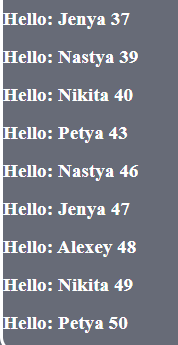 Hello: Jenya 37
Hello: Nastya 39
Hello: Nikita 40
Hello: Petya 43
Hello: Nastya 46
Hello: Jenya 47
Hello: Alexey 48
Hello: Nikita 49
Hello: Petya 50